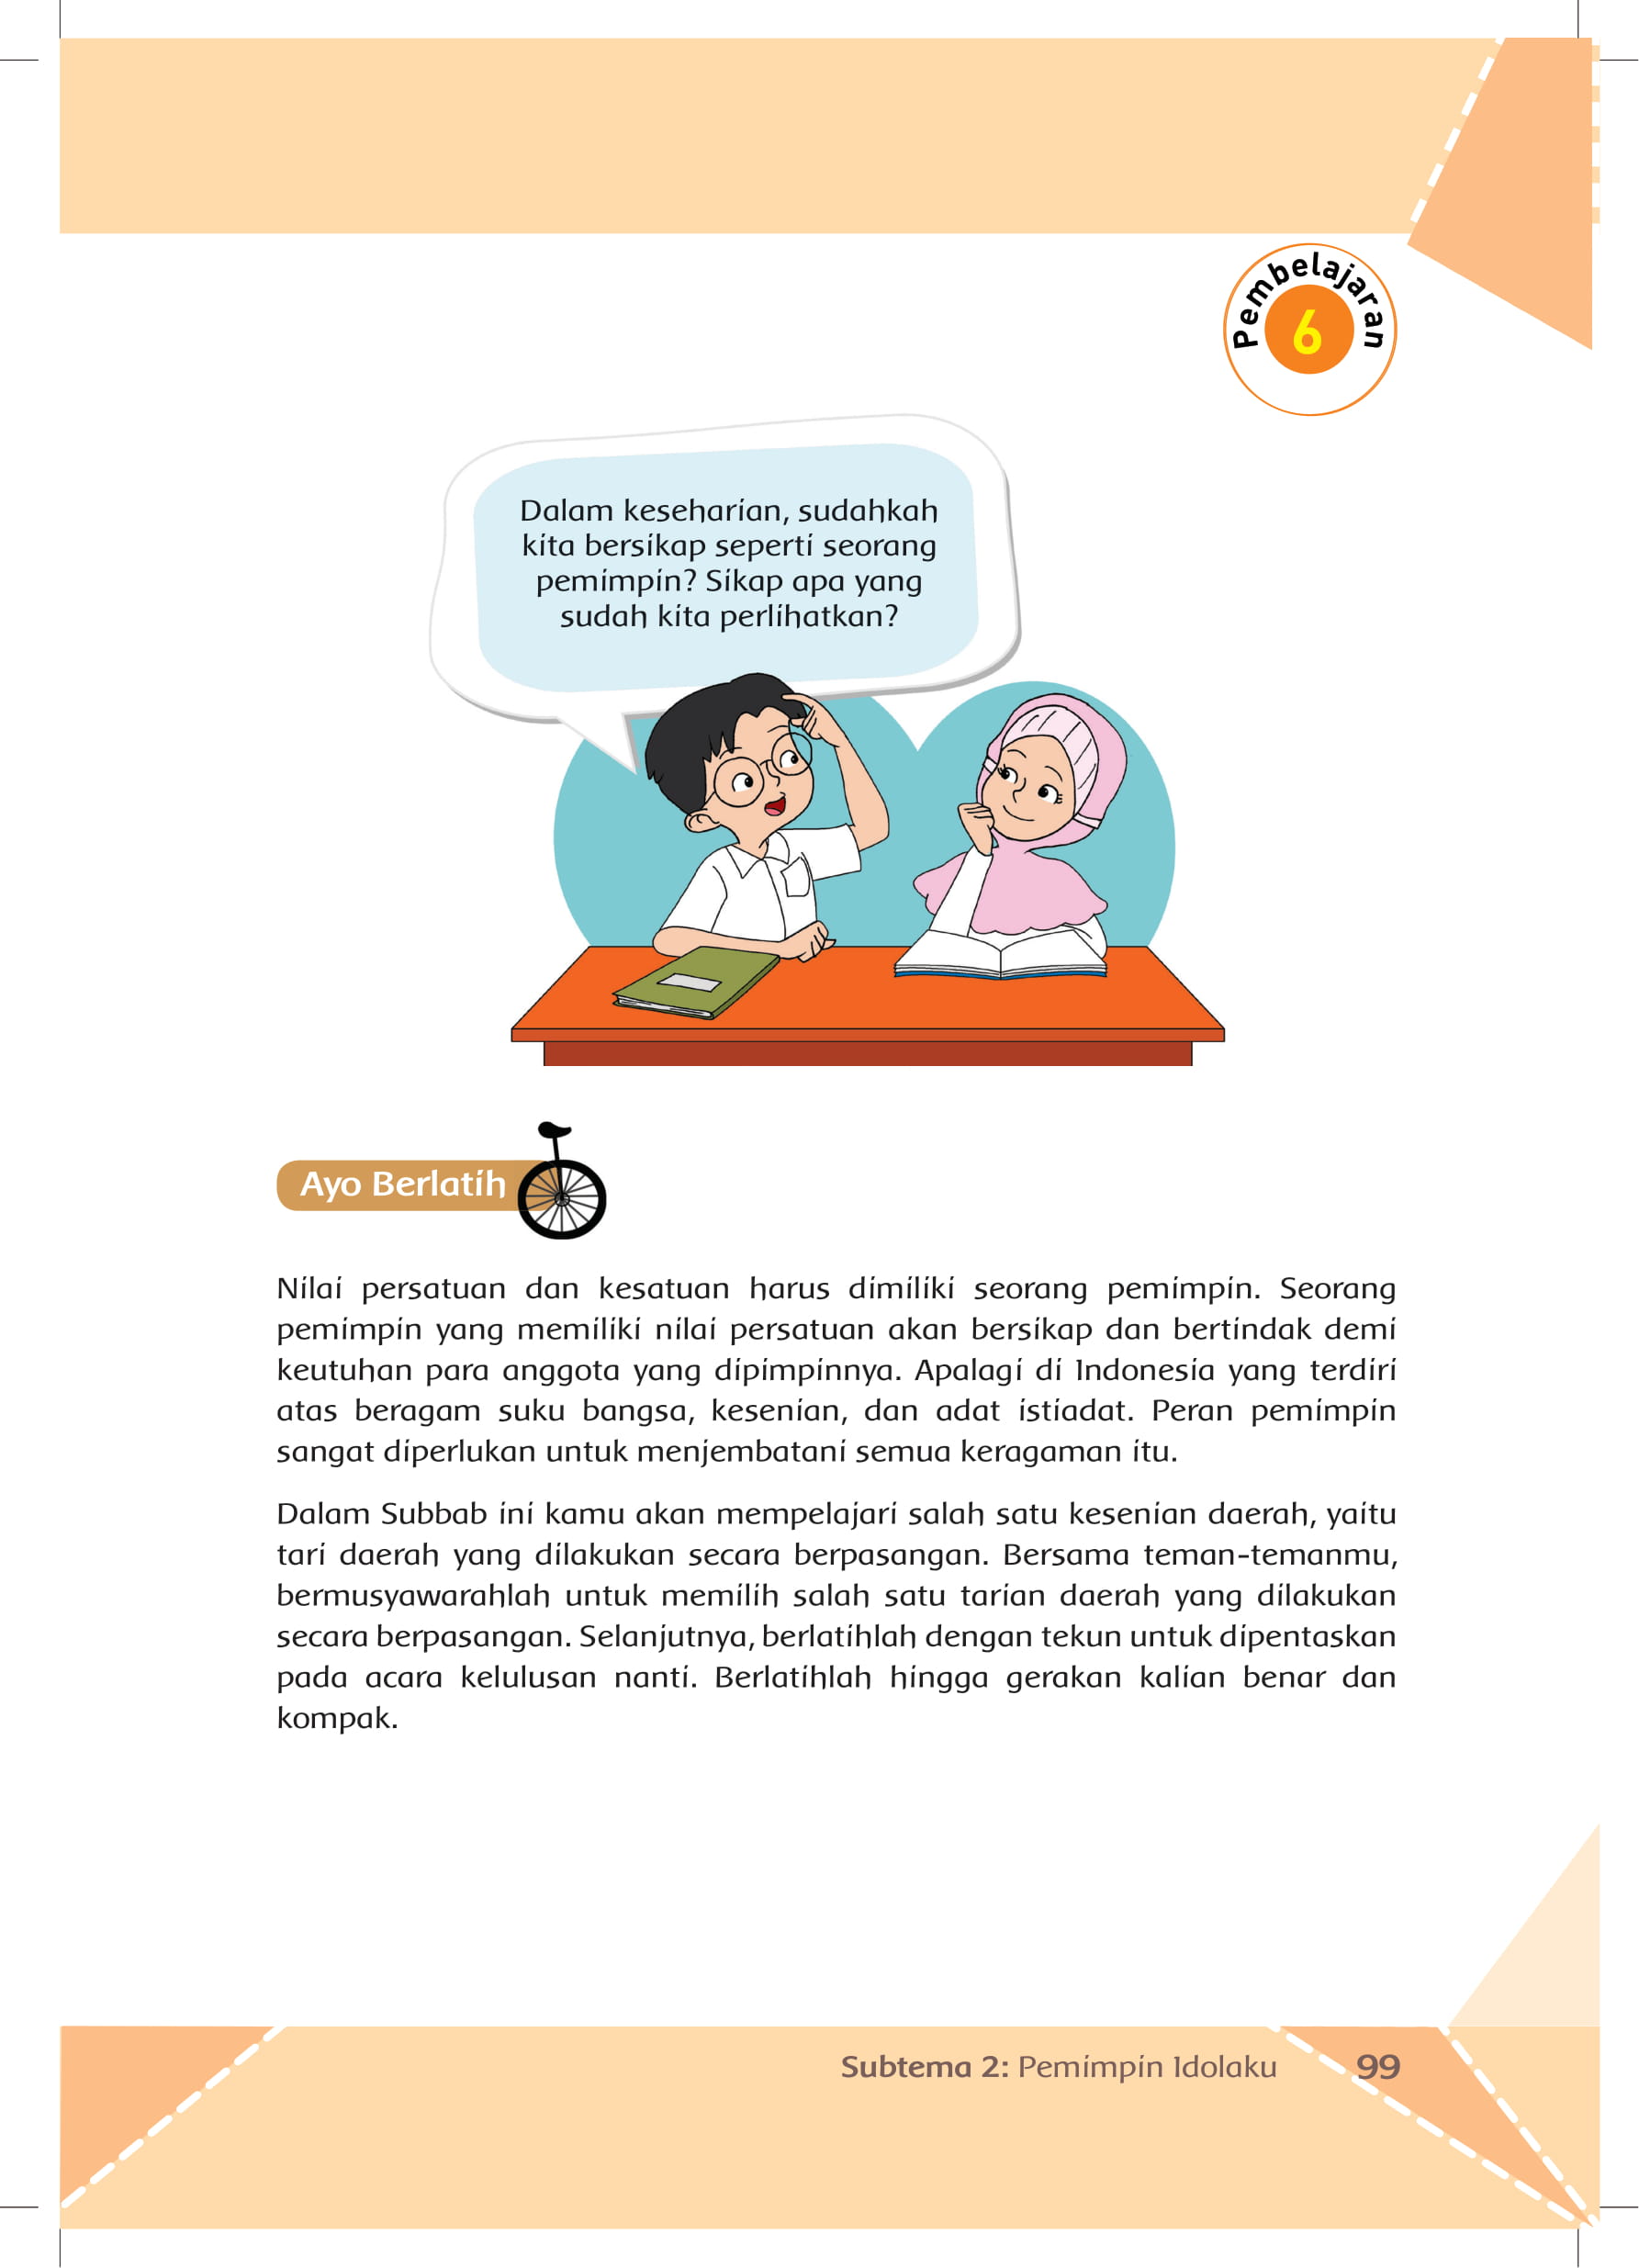 Pembelajaran
6
Dalam keseharian, sudahkah
kita bersikap seperti seorang
pemimpin? Sikap apa yang
sudah kita perlihatkan?
Ayo Berlatih
Nilai persatuan dan kesatuan harus dimiliki seorang pemimpin. Seorang
pemimpin yang memiliki nilai persatuan akan bersikap dan bertindak demi
keutuhan para anggota yang dipimpinnya. Apalagi di Indonesia yang terdiri
atas beragam suku bangsa, kesenian, dan adat istiadat. Peran pemimpin
sangat diperlukan untuk menjembatani semua keragaman itu.
Dalam Subbab ini kamu akan mempelajari salah satu kesenian daerah, yaitu
tari daerah yang dilakukan secara berpasangan. Bersama teman-temanmu,
bermusyawarahlah untuk memilih salah satu tarian daerah yang dilakukan
secara berpasangan. Selanjutnya, berlatihlah dengan tekun untuk dipentaskan
pada acara kelulusan nanti. Berlatihlah hingga gerakan kalian benar dan
kompak.
Subtema 2: Pemimpin Idolaku 99